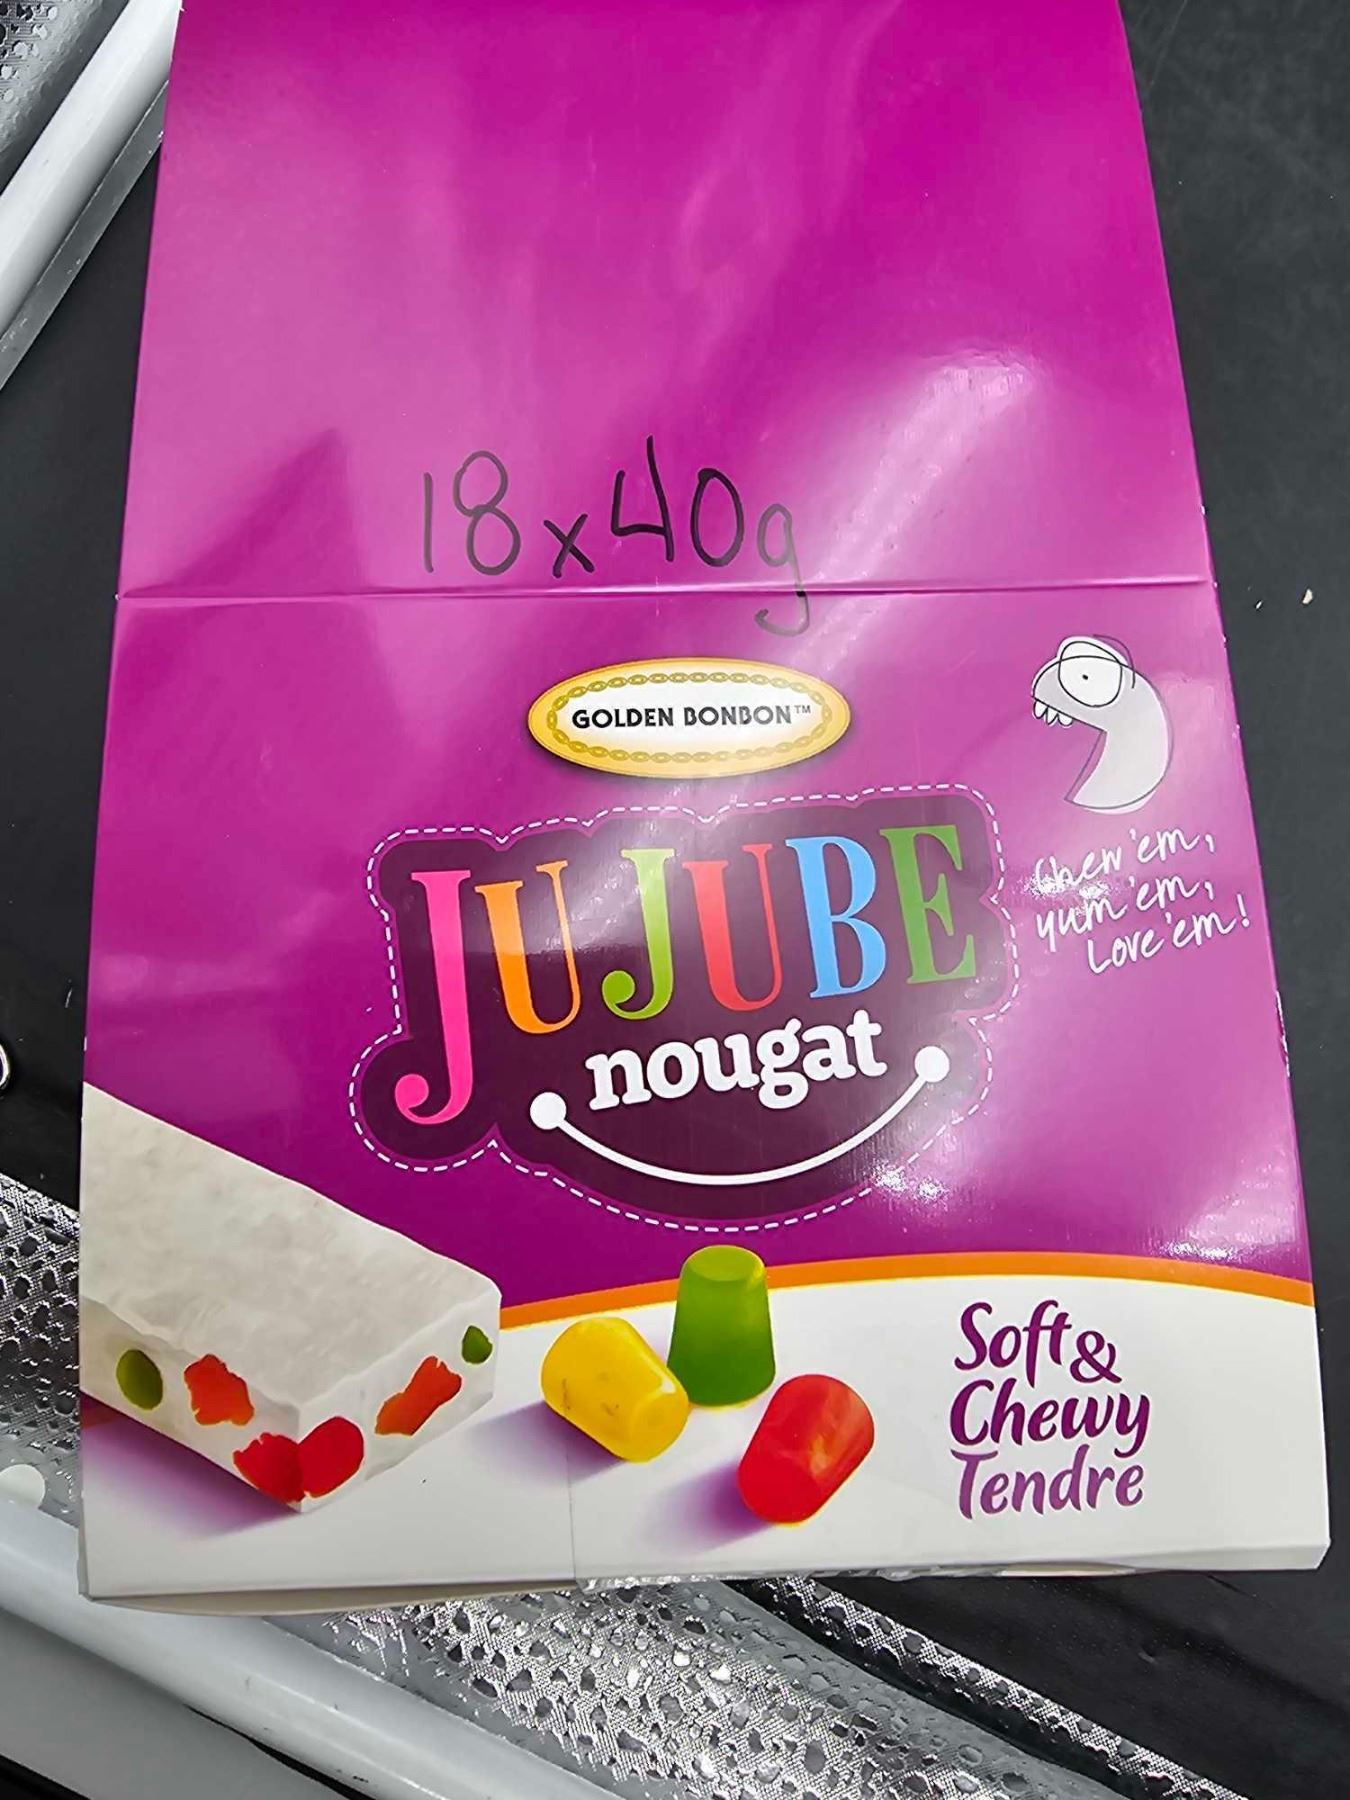 18x40g
GOLDEN BONBON™
JUJUBE
nougat
Chew 'em,
yum 'em,
Love 'em!
Soft &
Chewy
Tendre